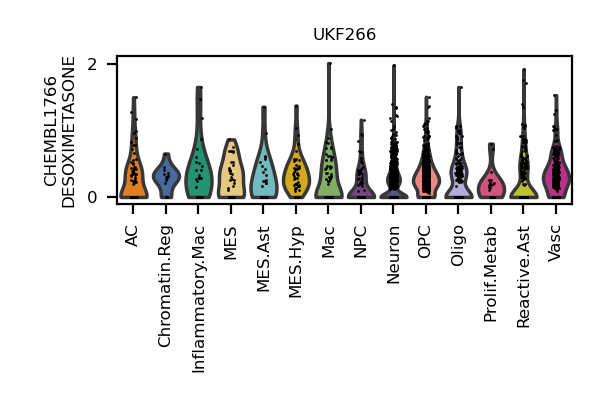 UKF266
CHEMBL1766
DESOXIMETASONE
2
0
AC
Chromatin.Reg
Inflammatory.Mac
MES
MES.Ast
MES.Hyp
Mac
NPC
Neuron
OPC
Oligo
Prolif.Metab
Reactive.Ast
Vasc